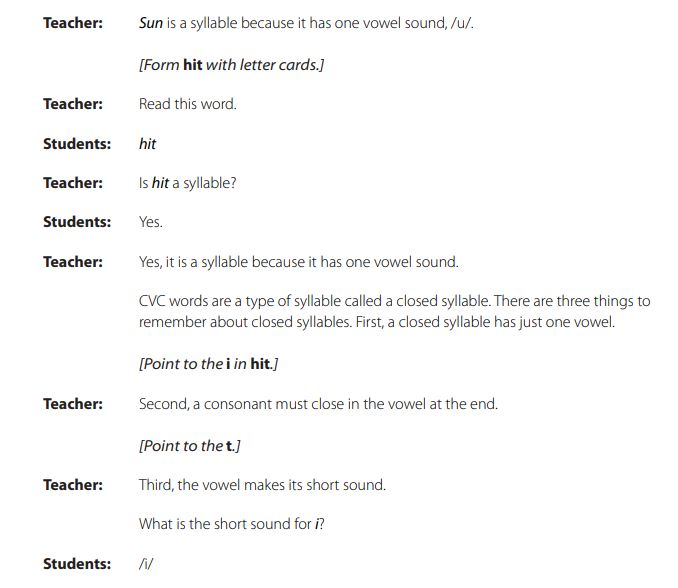 Teacher: Sun is a syllable because it has one vowel sound, /u/.
[Form hit with letter cards.]
Teacher: Read this word.
Students: hit
Teacher: Is hit a syllable?
Students: Yes.
Teacher: Yes, it is a syllable because it has one vowel sound.
CVC words are a type of syllable called a closed syllable. There are three things to
remember about closed syllables. First, a closed syllable has just one vowel.
[Point to the i in hit.]
Teacher: Second, a consonant must close in the vowel at the end.
[Point to the t.]
Teacher: Third, the vowel makes its short sound.
What is the short sound for i?
Students: /i/